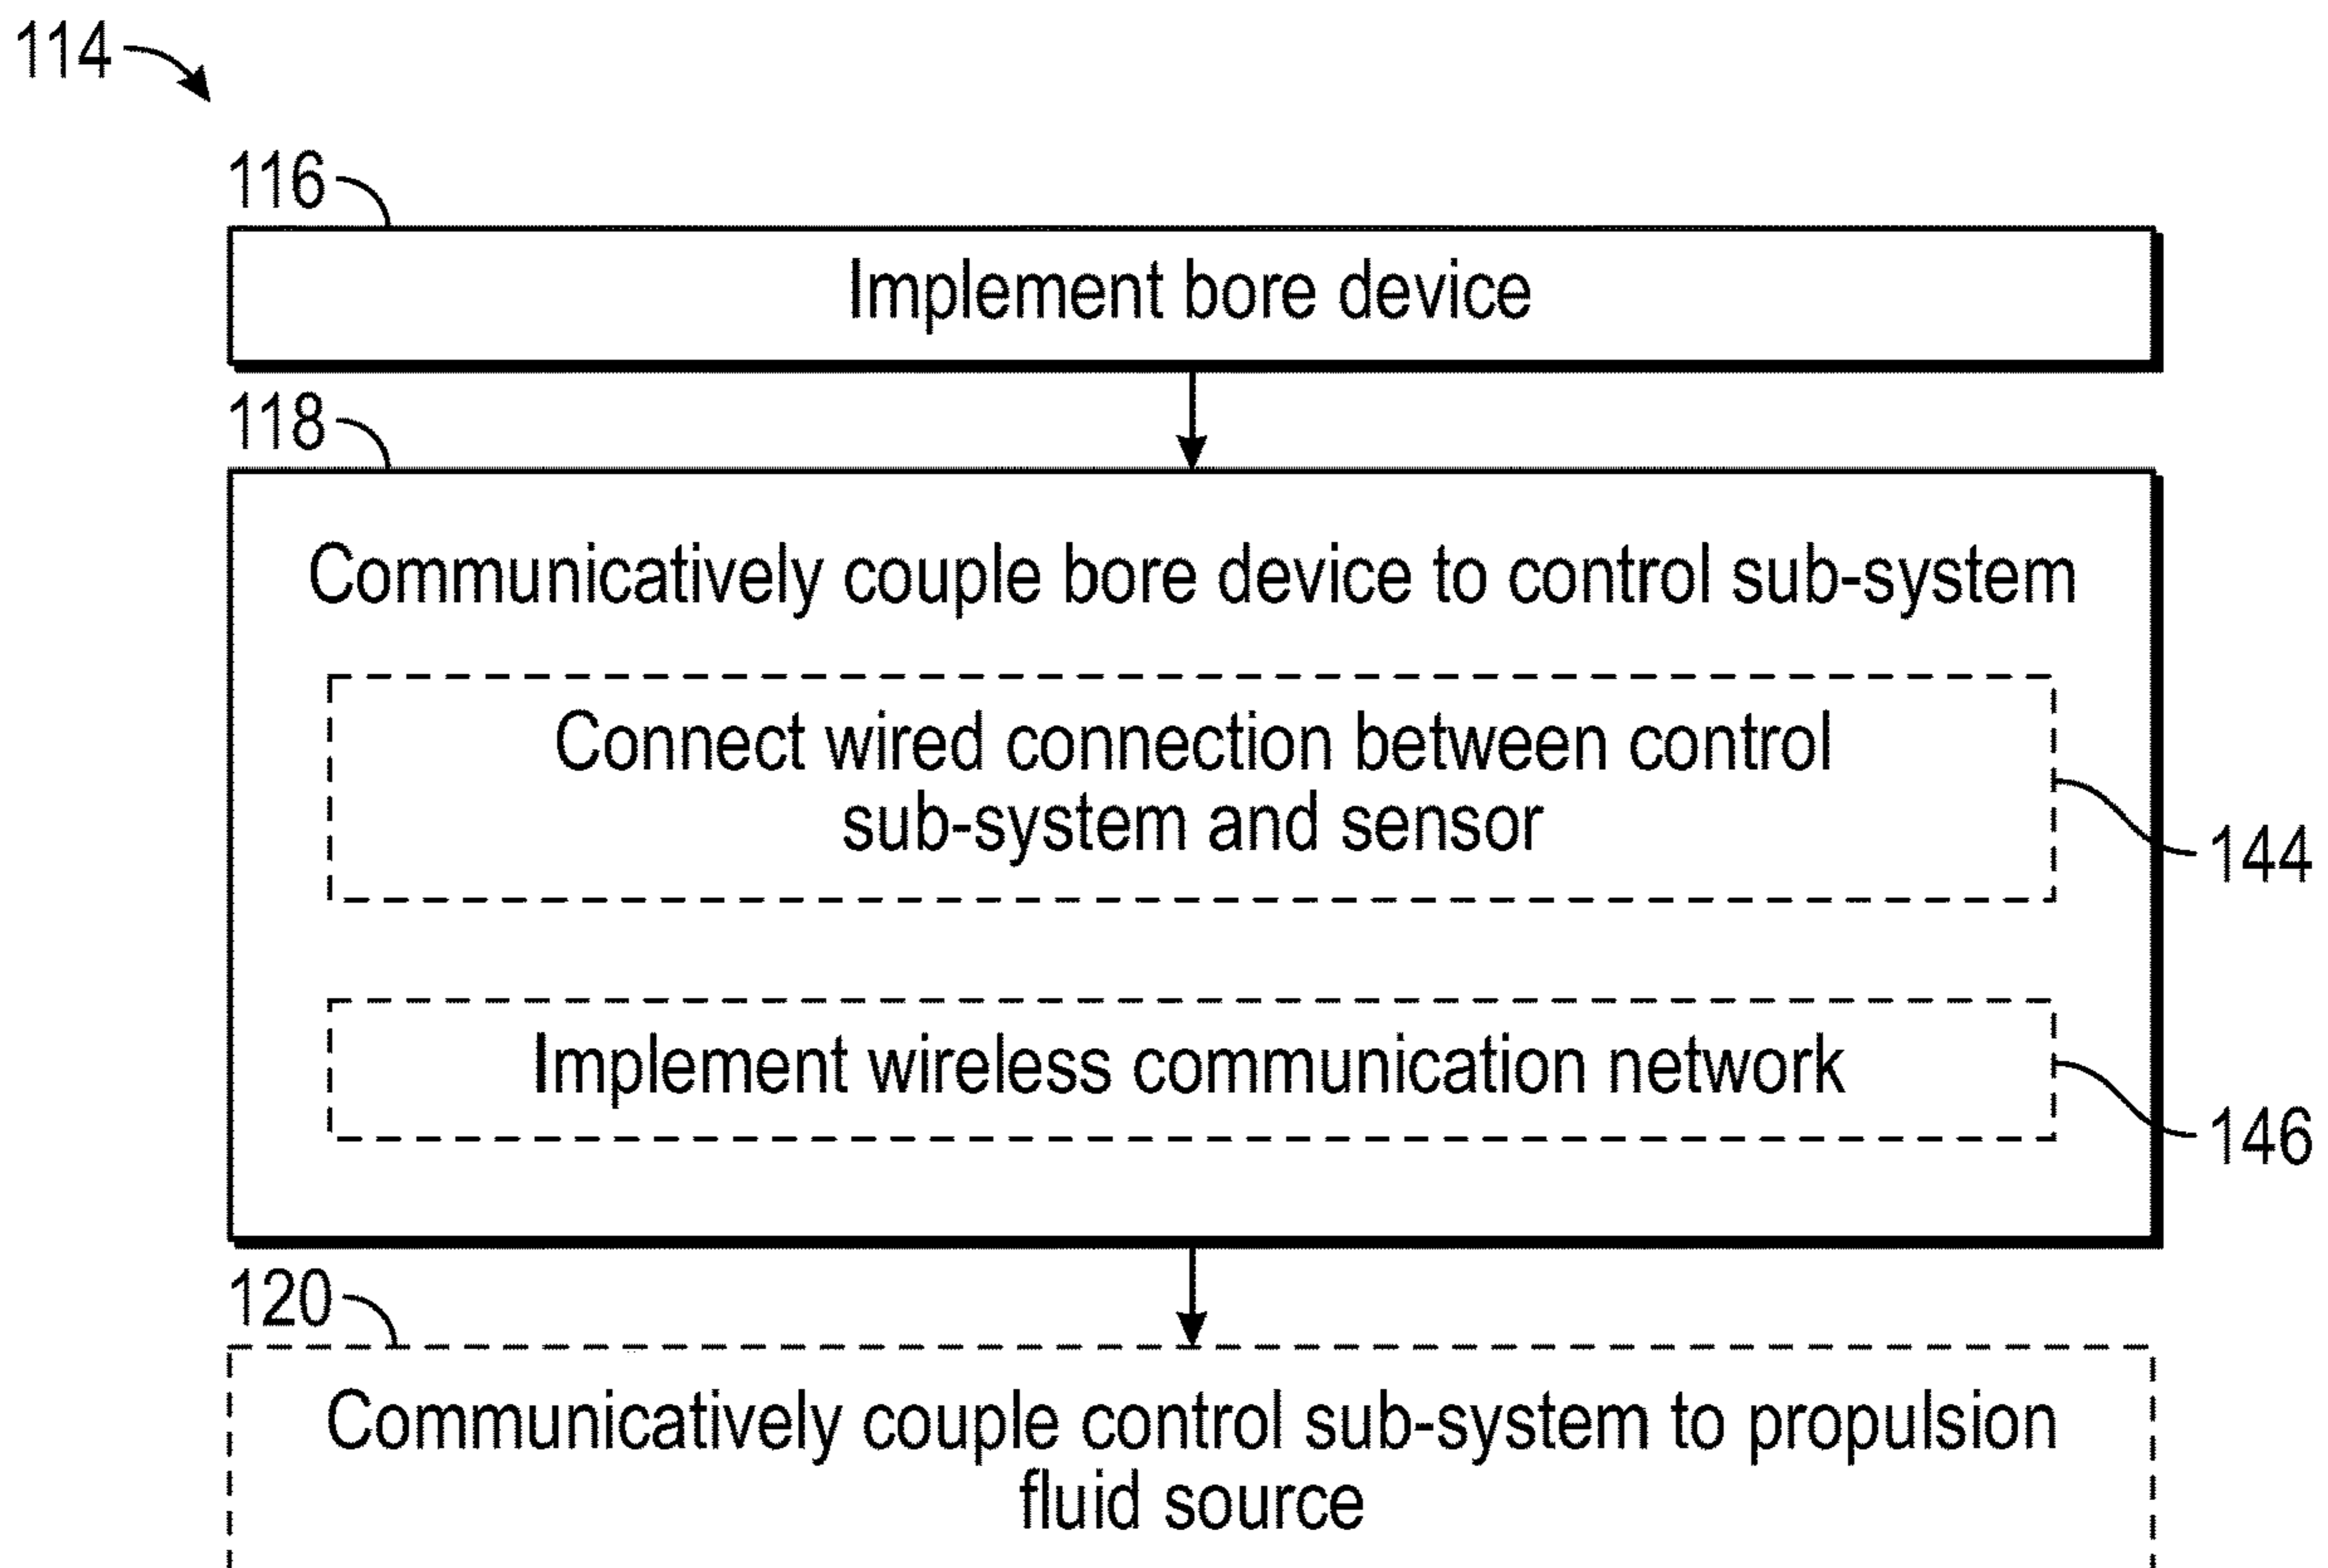 114
116
Implement bore device
118
Communicatively couple bore device to control sub-system
Connect wired connection between control
sub-system and sensor
144
Implement wireless communication network
146
120
Communicatively couple control sub-system to propulsion
fluid source